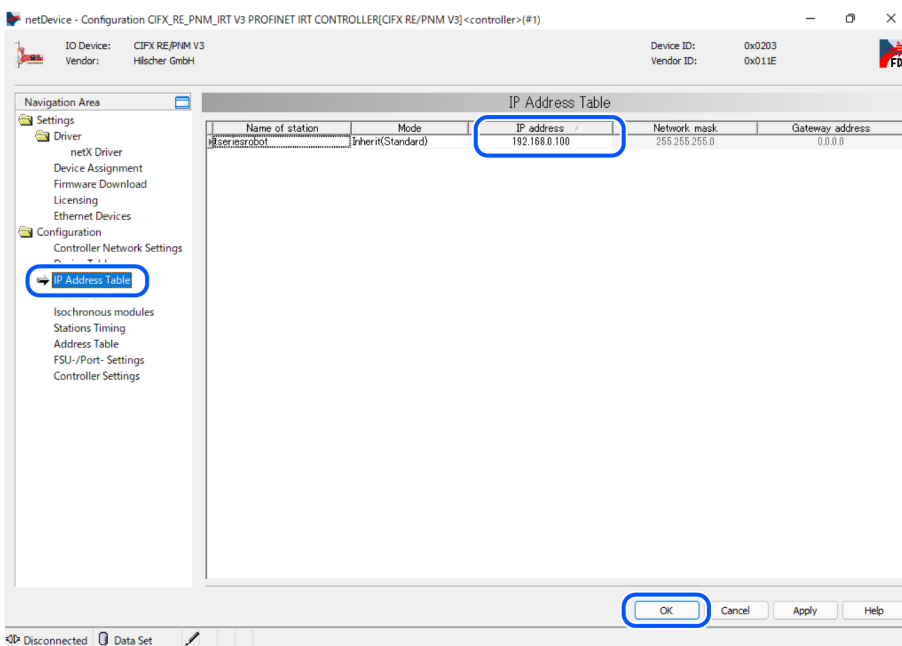 netDevice - Configuration CIFX_RE_PNM_IRT V3 PROFINET IRT CONTROLLER[CIFX RE/PNM V3]<controller>(#1)
IO Device: CIFX RE/PNM V3 Device ID: 0x0203
Vendor: Hilscher GmbH Vendor ID: 0x011E
FD
Navigation Area
Settings
Driver
netX Driver
Device Assignment
Firmware Download
Licensing
Ethernet Devices
Configuration
Controller Network Settings
IP Address Table
Isochronous modules
Stations Timing
Address Table
FSU-/Port- Settings
Controller Settings
IP Address Table
Name of station Mode IP address Network mask Gateway address
Inherit(Standard) 192.168.0.100 255.255.255.0 0.0.0.0
OK Cancel Apply Help
Disconnected Data Set